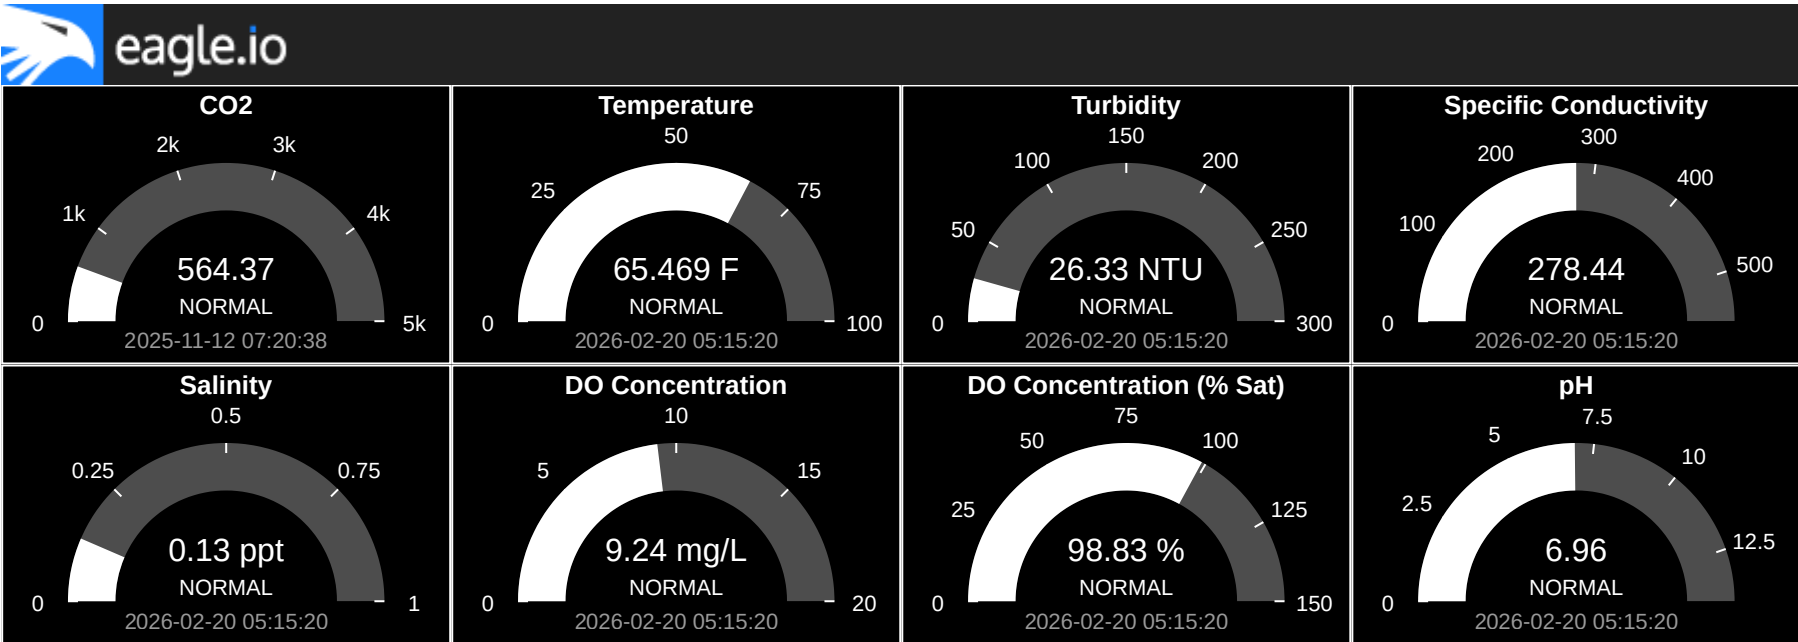 eagle.io
CO2
0
1k
2k
3k
4k
5k
564.37
NORMAL
2025-11-12 07:20:38
Temperature
0
25
50
75
100
65.469 F
NORMAL
2026-02-20 05:15:20
Turbidity
0
50
100
150
200
250
300
26.33 NTU
NORMAL
2026-02-20 05:15:20
Specific Conductivity
0
100
200
300
400
500
278.44
NORMAL
2026-02-20 05:15:20
Salinity
0
0.25
0.5
0.75
1
0.13 ppt
NORMAL
2026-02-20 05:15:20
DO Concentration
0
5
10
15
20
9.24 mg/L
NORMAL
2026-02-20 05:15:20
DO Concentration (% Sat)
0
25
50
75
100
125
150
98.83 %
NORMAL
2026-02-20 05:15:20
pH
0
2.5
5
7.5
10
12.5
6.96
NORMAL
2026-02-20 05:15:20